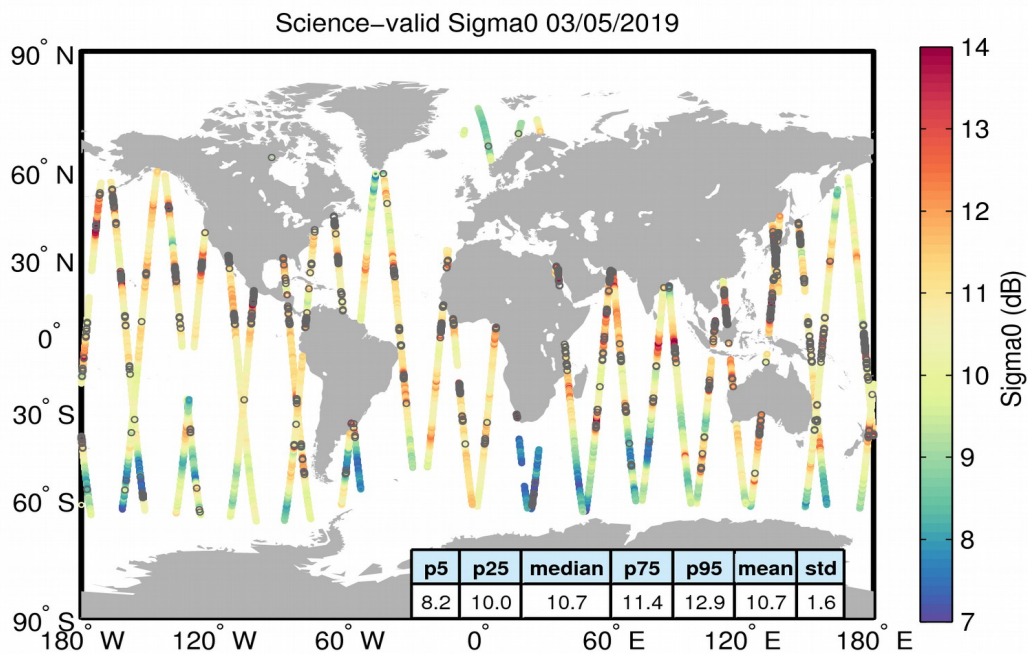 Science−valid Sigma0 03/05/2019
90° N
60° N
30° N
0°
30° S
60° S
90° S
180° W
120° W
60° W
0°
60° E
120° E
180° E
p5 p25 median p75 p95 mean std
8.2 10.0 10.7 11.4 12.9 10.7 1.6
14
13
12
11
10
9
8
7
Sigma0 (dB)